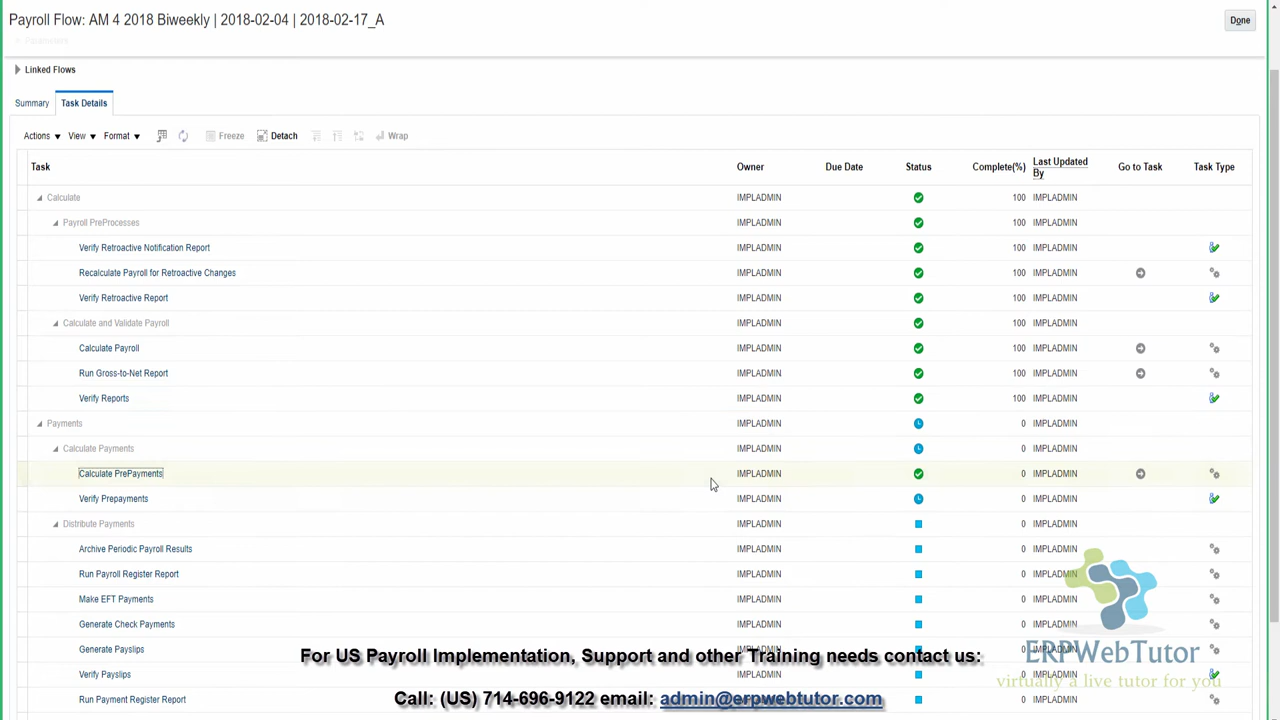 Payroll Flow: AM 4 2018 Biweekly | 2018-02-04 | 2018-02-17_A
Done
Parameters
Linked Flows
Summary
Task Details
Actions View Format Freeze Detach Wrap
Task Owner Due Date Status Complete(%) Last Updated By Go to Task Task Type
Calculate IMPLADMIN 100 IMPLADMIN
Payroll PreProcesses IMPLADMIN 100 IMPLADMIN
Verify Retroactive Notification Report IMPLADMIN 100 IMPLADMIN
Recalculate Payroll for Retroactive Changes IMPLADMIN 100 IMPLADMIN
Verify Retroactive Report IMPLADMIN 100 IMPLADMIN
Calculate and Validate Payroll IMPLADMIN 100 IMPLADMIN
Calculate Payroll IMPLADMIN 100 IMPLADMIN
Run Gross-to-Net Report IMPLADMIN 100 IMPLADMIN
Verify Reports IMPLADMIN 100 IMPLADMIN
Payments IMPLADMIN 0 IMPLADMIN
Calculate Payments IMPLADMIN 0 IMPLADMIN
Calculate PrePayments IMPLADMIN 0 IMPLADMIN
Verify Prepayments IMPLADMIN 0 IMPLADMIN
Distribute Payments IMPLADMIN 0 IMPLADMIN
Archive Periodic Payroll Results IMPLADMIN 0 IMPLADMIN
Run Payroll Register Report IMPLADMIN 0 IMPLADMIN
Make EFT Payments IMPLADMIN 0 IMPLADMIN
Generate Check Payments IMPLADMIN 0 IMPLADMIN
Generate Payslips IMPLADMIN 0 IMPLADMIN
For US Payroll Implementation, Support and other Training needs contact us:
ERPWebTutor
Verify Payslips IMPLADMIN 0 IMPLADMIN
virtually a live tutor for you
Run Payment Register Report IMPLADMIN 0 IMPLADMIN
Call: (US) 714-696-9122 email: admin@erpwebtutor.com